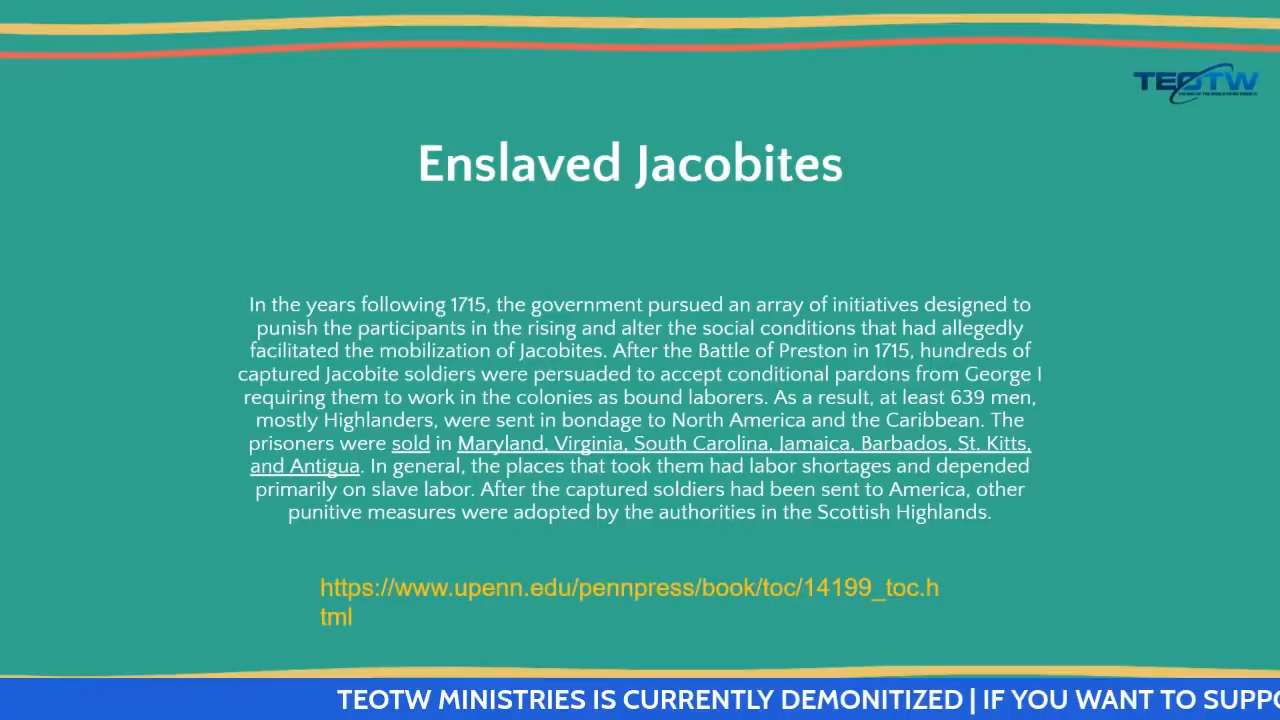 TEOTW
Enslaved Jacobites
In the years following 1715, the government pursued an array of initiatives designed to
punish the participants in the rising and alter the social conditions that had allegedly
facilitated the mobilization of Jacobites. After the Battle of Preston in 1715, hundreds of
captured Jacobite soldiers were persuaded to accept conditional pardons from George I
requiring them to work in the colonies as bound laborers. As a result, at least 639 men,
mostly Highlanders, were sent in bondage to North America and the Caribbean. The
prisoners were sold in Maryland, Virginia, South Carolina, Jamaica, Barbados, St. Kitts,
and Antigua. In general, the places that took them had labor shortages and depended
primarily on slave labor. After the captured soldiers had been sent to America, other
punitive measures were adopted by the authorities in the Scottish Highlands.
https://www.upenn.edu/pennpress/book/toc/14199_toc.h
tml
TEOTW MINISTRIES IS CURRENTLY DEMONITIZED | IF YOU WANT TO SUPPO